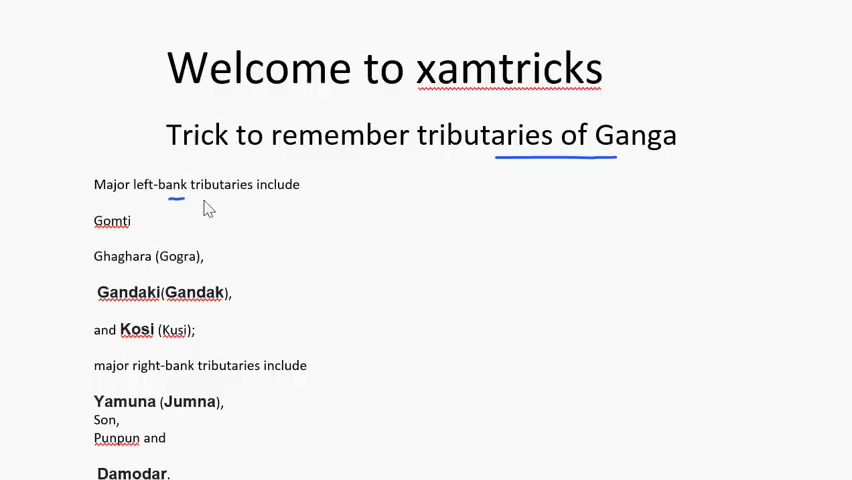 Welcome to xamtricks
Trick to remember tributaries of Ganga
Major left-bank tributaries include
Gomti
Ghaghara (Gogra),
Gandaki(Gandak),
and Kosi (Kusi);
major right-bank tributaries include
Yamuna (Jumna),
Son,
Punpun and
Damodar.